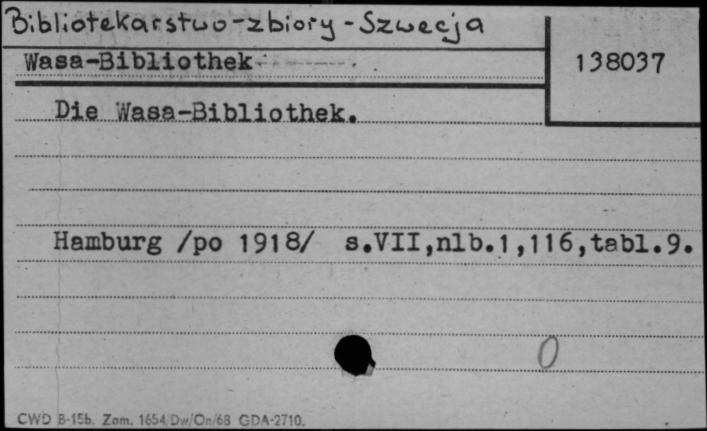 Bibliotekarstwo-zbiory-Szwecja
Wasa-Bibliothek
138037
Die Wasa-Bibliothek.
Hamburg /po 1918/ s.VII,nlb.1,116,tabl.9.
0
CWD B-15b. Zam. 1654/Dw/On/68 GDA-2710.